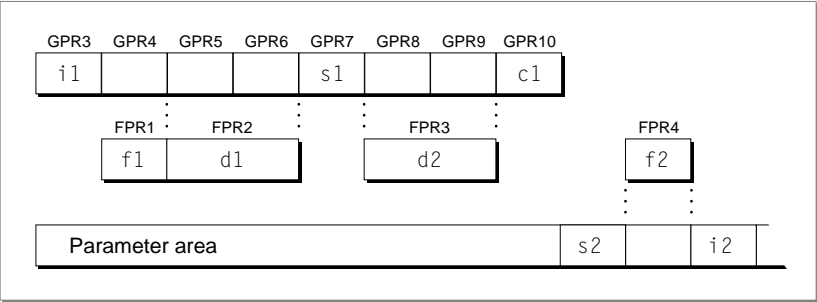 GPR3 GPR4 GPR5 GPR6 GPR7 GPR8 GPR9 GPR10
i1 s1 c1
FPR1 FPR2 FPR3 FPR4
f1 d1 d2 f2
Parameter area s2 i2